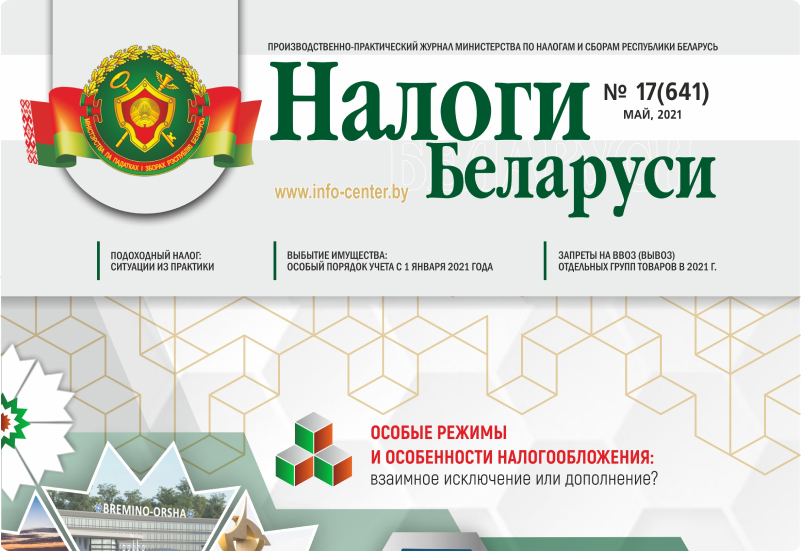 ПРОИЗВОДСТВЕННО-ПРАКТИЧЕСКИЙ ЖУРНАЛ МИНИСТЕРСТВА ПО НАЛОГАМ И СБОРАМ РЕСПУБЛИКИ БЕЛАРУСЬ
Налоги
Беларуси
№ 17(641)
МАЙ, 2021
www.info-center.by
МІНІСТЭРСТВА ПА ПАДАТКАХ І ЗБОРАХ РЭСПУБЛІКІ БЕЛАРУСЬ
ПОДОХОДНЫЙ НАЛОГ:
СИТУАЦИИ ИЗ ПРАКТИКИ
ВЫБЫТИЕ ИМУЩЕСТВА:
ОСОБЫЙ ПОРЯДОК УЧЕТА С 1 ЯНВАРЯ 2021 ГОДА
ЗАПРЕТЫ НА ВВОЗ (ВЫВОЗ)
ОТДЕЛЬНЫХ ГРУПП ТОВАРОВ В 2021 Г.
ОСОБЫЕ РЕЖИМЫ
И ОСОБЕННОСТИ НАЛОГООБЛОЖЕНИЯ:
взаимное исключение или дополнение?
BREMINO-ORSHA